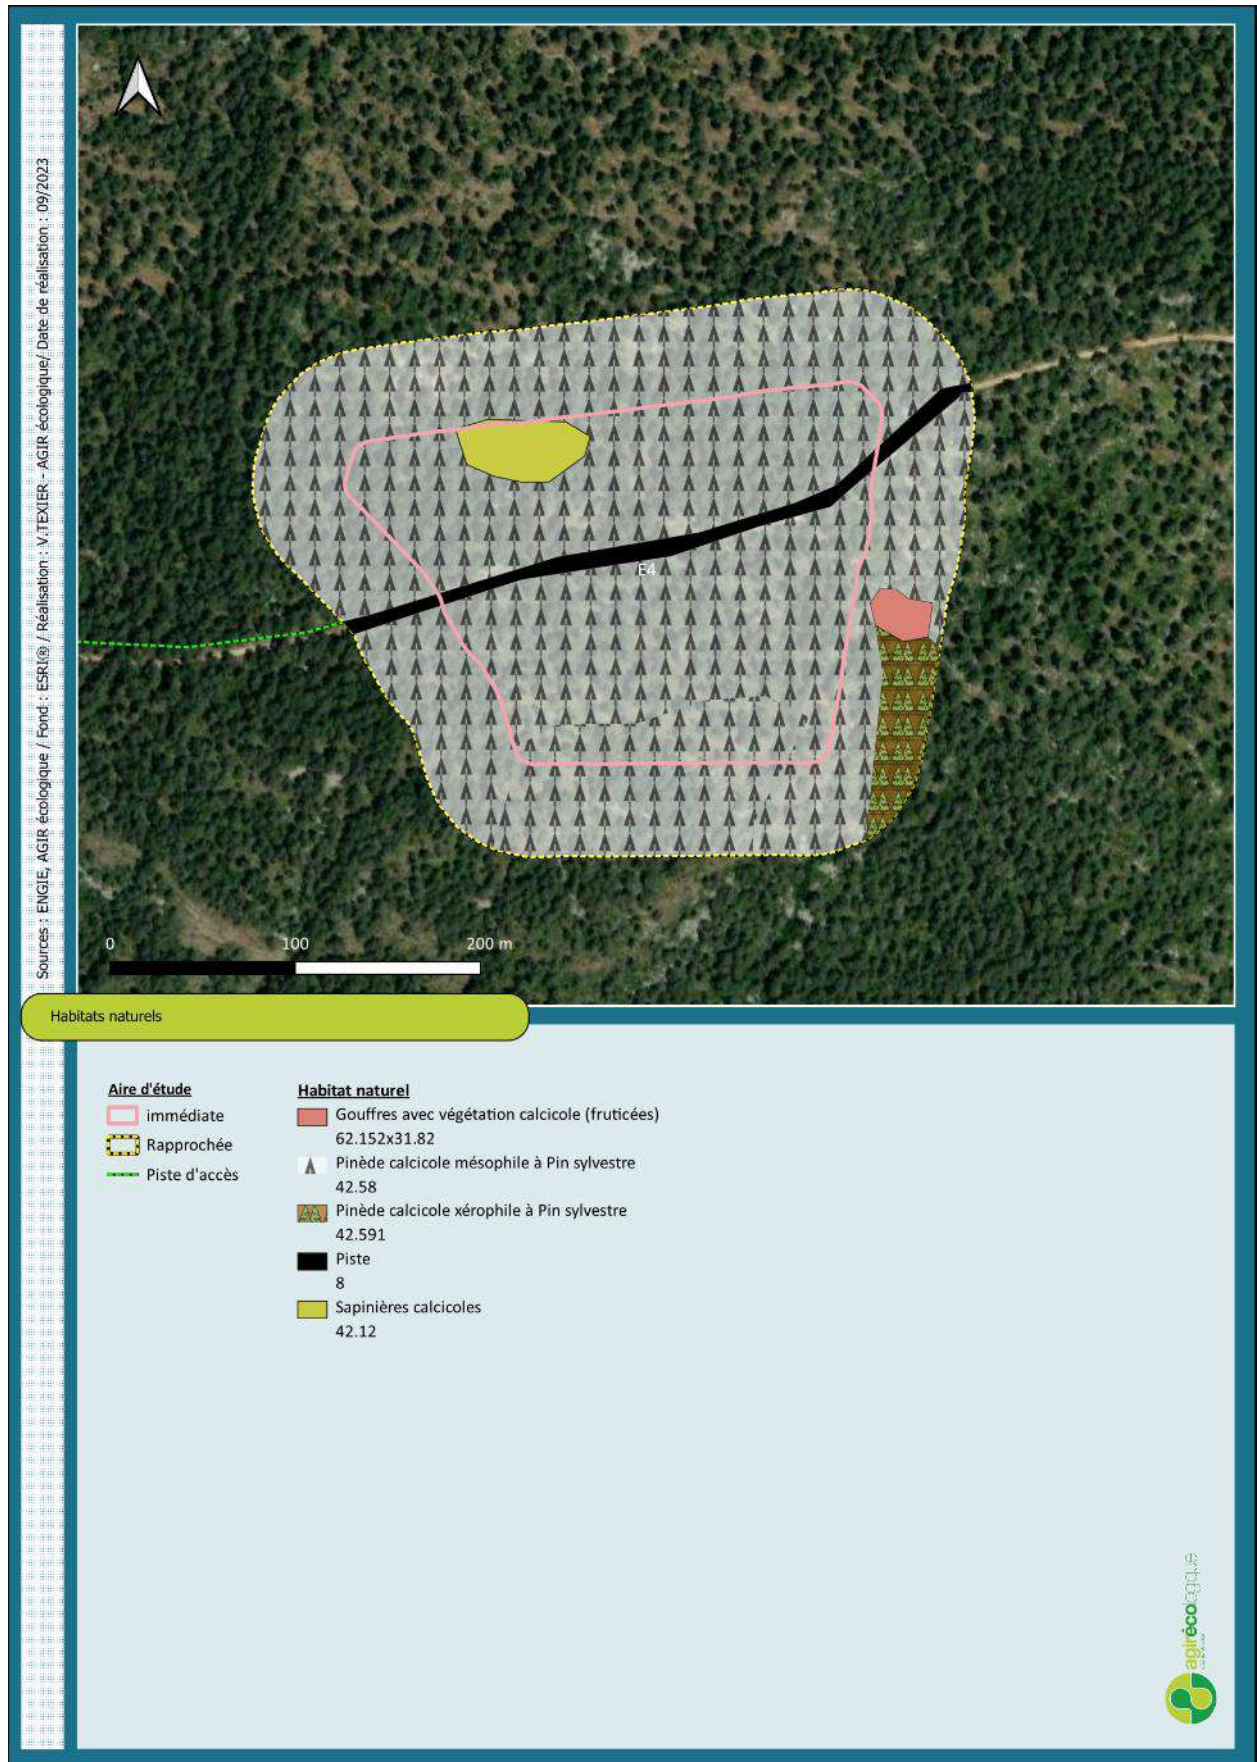 Sources : ENGIE, AGIR écologique / Fond : ESRI® / Réalisation : V.TEXIER - AGIR écologique/ Date de réalisation : 09/2023
E4
0 100 200 m
Habitats naturels
Aire d'étude
immédiate
Rapprochée
Piste d'accès
Habitat naturel
Gouffres avec végétation calcicole (fruticées)
62.152x31.82
Pinède calcicole mésophile à Pin sylvestre
42.58
Pinède calcicole xérophile à Pin sylvestre
42.591
Piste
8
Sapinières calcicoles
42.12
agirécologique